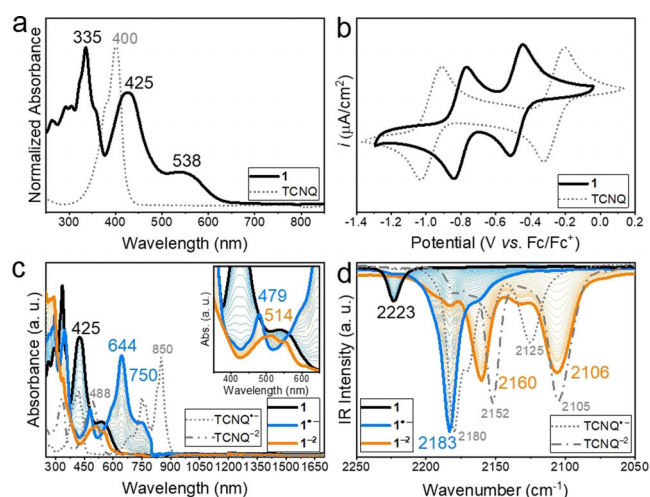 a
335
400
425
538
Normalized Absorbance
1
TCNQ
300 400 500 600 700 800
Wavelength (nm)
b
i (μA/cm²)
1
TCNQ
-1.4 -1.2 -1.0 -0.8 -0.6 -0.4 -0.2 0.0 0.2
Potential (V vs. Fc/Fc⁺)
c
425
488
644
750
850
479
514
Abs. (a. u.)
400 500 600
Wavelength (nm)
Absorbance (a. u.)
TCNQ•−
TCNQ⁻²
1
1•−
1⁻²
300 450 600 750 900 1050 1200 1350 1500 1650
Wavelength (nm)
d
2223
2183
2180
2160
2152
2125
2106
2105
IR Intensity (a. u.)
1
1•−
1⁻²
TCNQ•−
TCNQ⁻²
2250 2200 2150 2100 2050
Wavenumber (cm⁻¹)